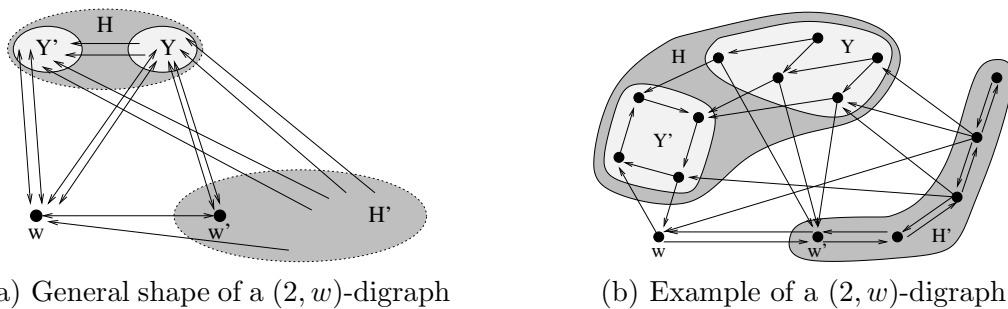 H
Y'
Y
w
w'
H'
H
Y
Y'
w
w'
H'
a) General shape of a (2, w)-digraph
(b) Example of a (2, w)-digraph